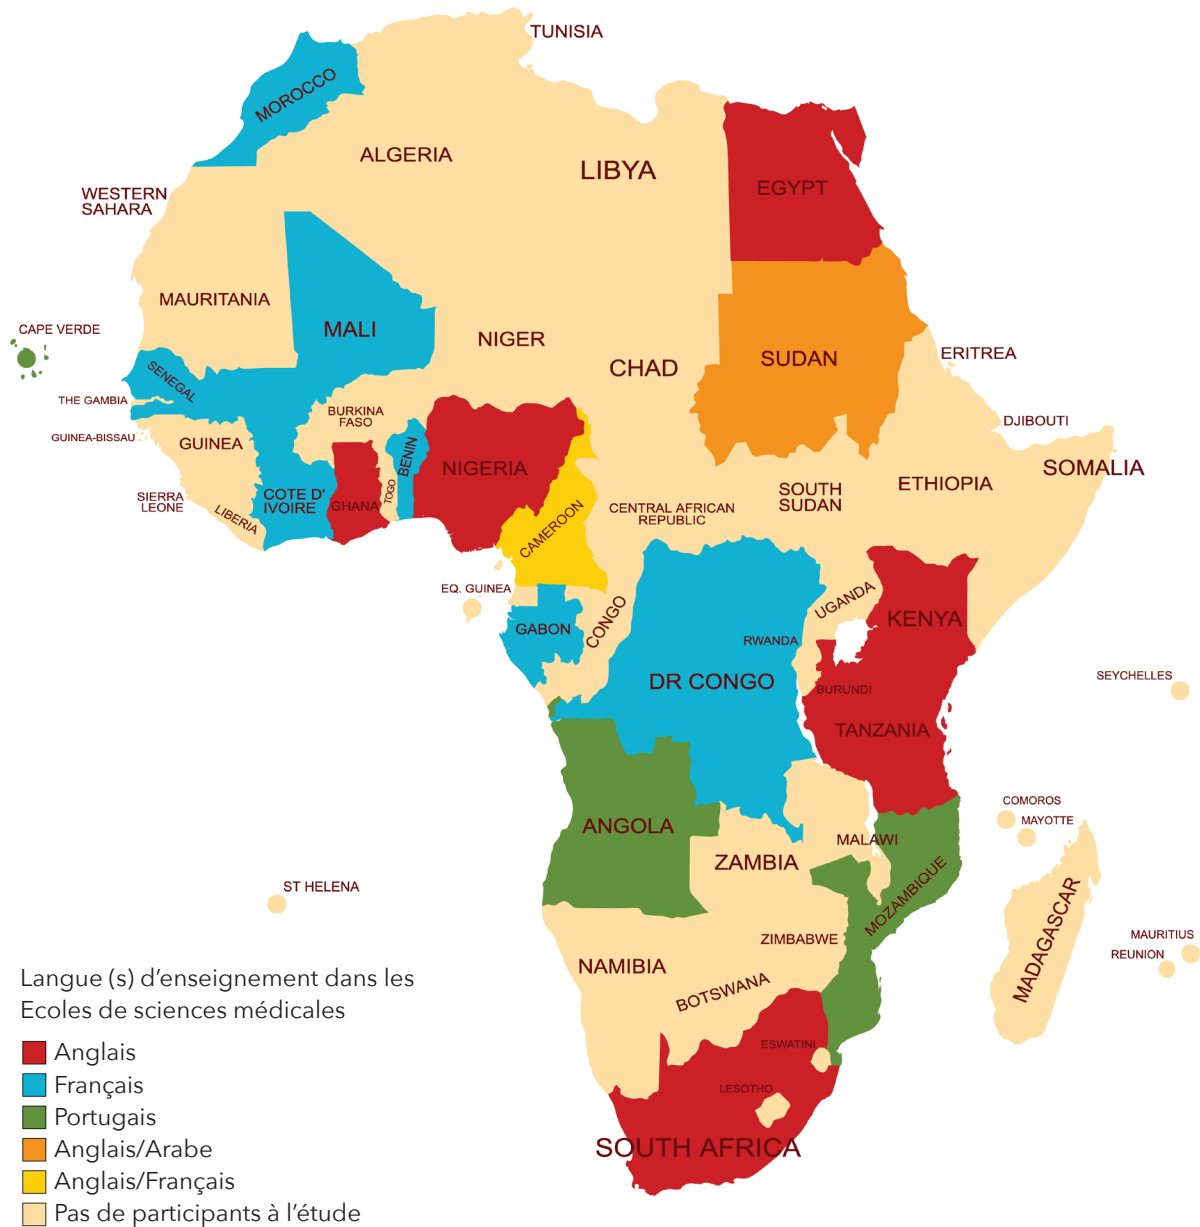 TUNISIA
MOROCCO
ALGERIA
LIBYA
EGYPT
WESTERN
SAHARA
MAURITANIA
MALI
NIGER
CHAD
SUDAN
ERITREA
CAPE VERDE
SENEGAL
THE GAMBIA
GUINEA-BISSAU
GUINEA
BURKINA
FASO
BENIN
NIGERIA
DJIBOUTI
SOMALIA
ETHIOPIA
SOUTH
SUDAN
CENTRAL AFRICAN
REPUBLIC
SIERRA
LEONE
LIBERIA
COTE D'
IVOIRE
GHANA
TOGO
CAMEROON
EQ. GUINEA
GABON
CONGO
UGANDA
KENYA
RWANDA
DR CONGO
BURUNDI
TANZANIA
SEYCHELLES
COMOROS
MAYOTTE
ANGOLA
ZAMBIA
MALAWI
MOZAMBIQUE
MADAGASCAR
ST HELENA
ZIMBABWE
MAURITIUS
REUNION
NAMIBIA
BOTSWANA
ESWATINI
LESOTHO
SOUTH AFRICA
Langue (s) d’enseignement dans les
Ecoles de sciences médicales
Anglais
Français
Portugais
Anglais/Arabe
Anglais/Français
Pas de participants à l’étude